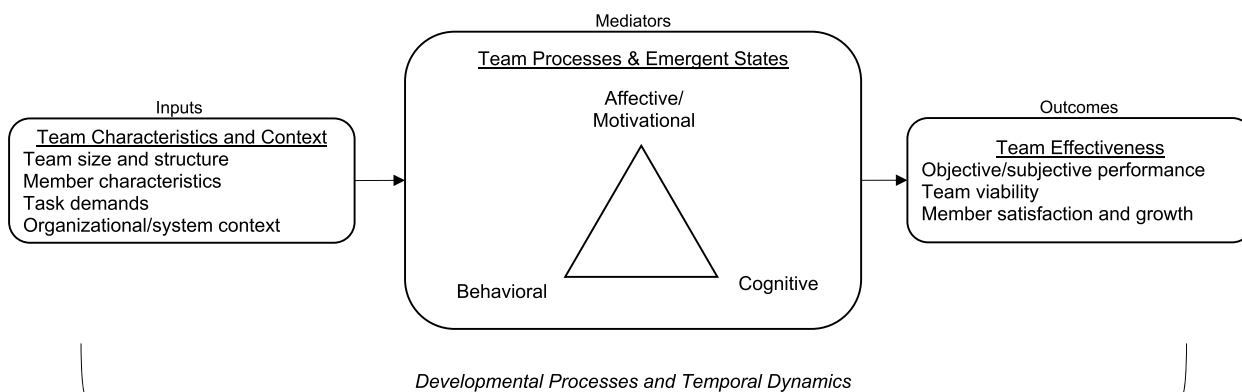 Mediators
Team Processes & Emergent States
Affective/
Motivational
Behavioral
Cognitive
Inputs
Team Characteristics and Context
Team size and structure
Member characteristics
Task demands
Organizational/system context
Outcomes
Team Effectiveness
Objective/subjective performance
Team viability
Member satisfaction and growth
Developmental Processes and Temporal Dynamics